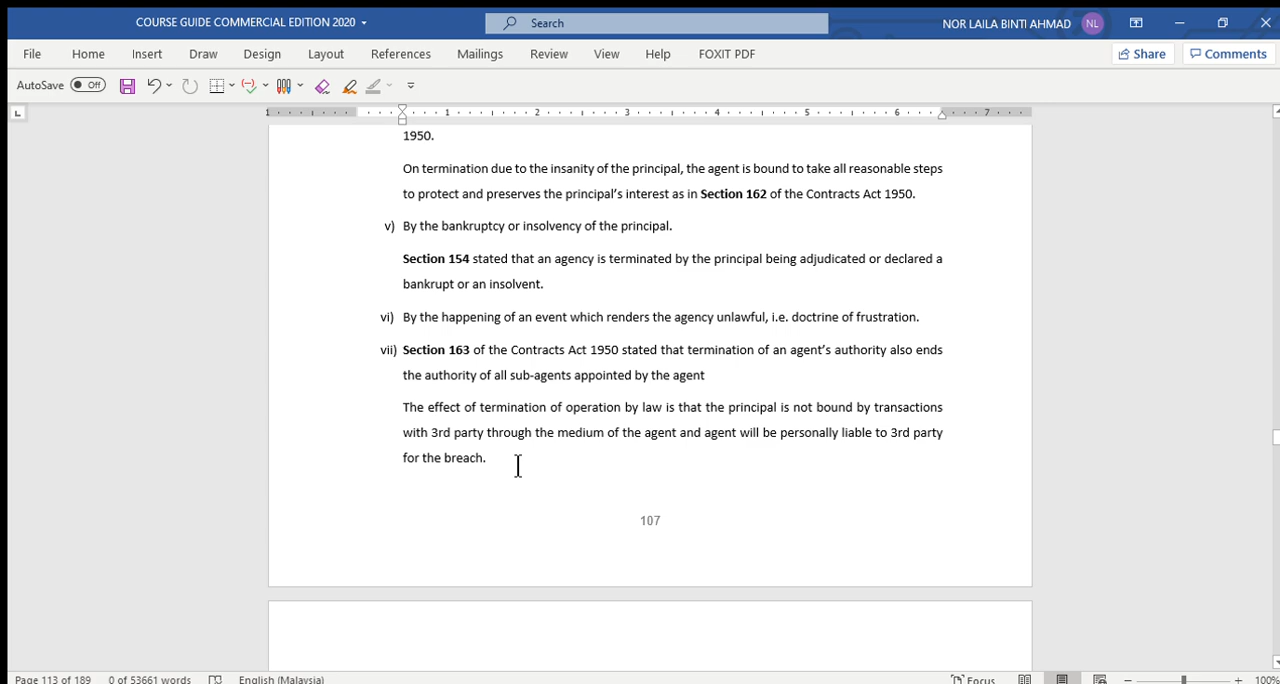 COURSE GUIDE COMMERCIAL EDITION 2020
Search
NOR LAILA BINTI AHMAD NL
File Home Insert Draw Design Layout References Mailings Review View Help FOXIT PDF Share Comments
AutoSave Off
1 1 2 3 4 5 6 7
1950.
On termination due to the insanity of the principal, the agent is bound to take all reasonable steps
to protect and preserves the principal's interest as in Section 162 of the Contracts Act 1950.
v) By the bankruptcy or insolvency of the principal.
Section 154 stated that an agency is terminated by the principal being adjudicated or declared a
bankrupt or an insolvent.
vi) By the happening of an event which renders the agency unlawful, i.e. doctrine of frustration.
vii) Section 163 of the Contracts Act 1950 stated that termination of an agent's authority also ends
the authority of all sub-agents appointed by the agent
The effect of termination of operation by law is that the principal is not bound by transactions
with 3rd party through the medium of the agent and agent will be personally liable to 3rd party
for the breach.
107
Page 113 of 189 0 of 53661 words English (Malaysia) Focus 100%